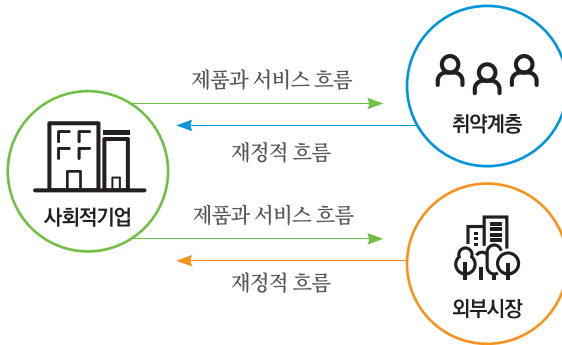 제품과 서비스 흐름
취약계층
재정적 흐름
사회적기업
제품과 서비스 흐름
재정적 흐름
외부시장